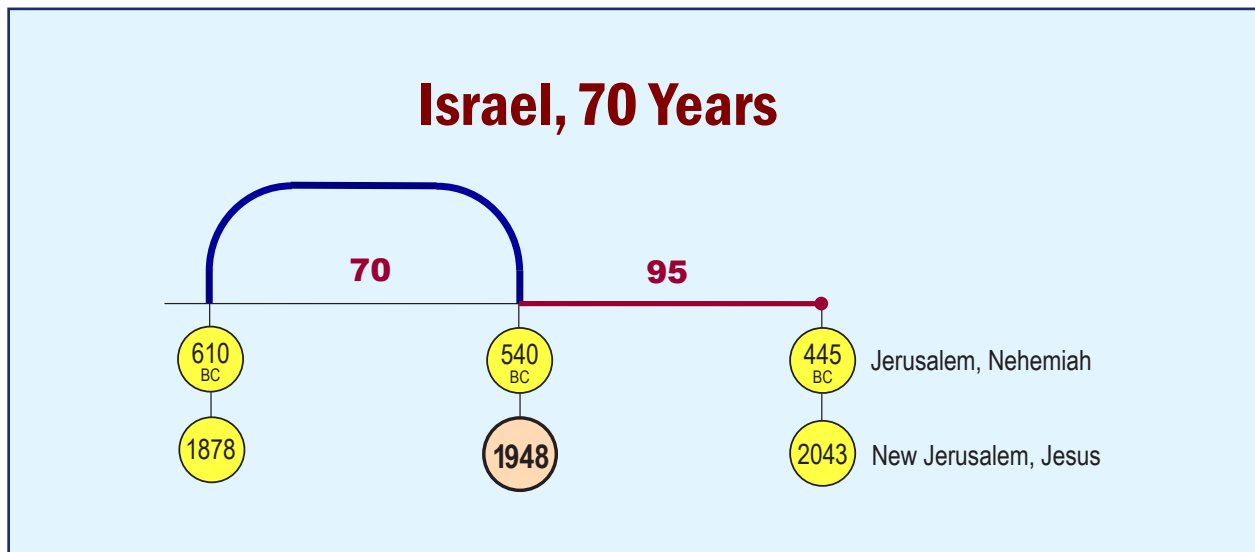 Israel, 70 Years
70 95
610 BC 540 BC 445 BC Jerusalem, Nehemiah
1878 1948 2043 New Jerusalem, Jesus